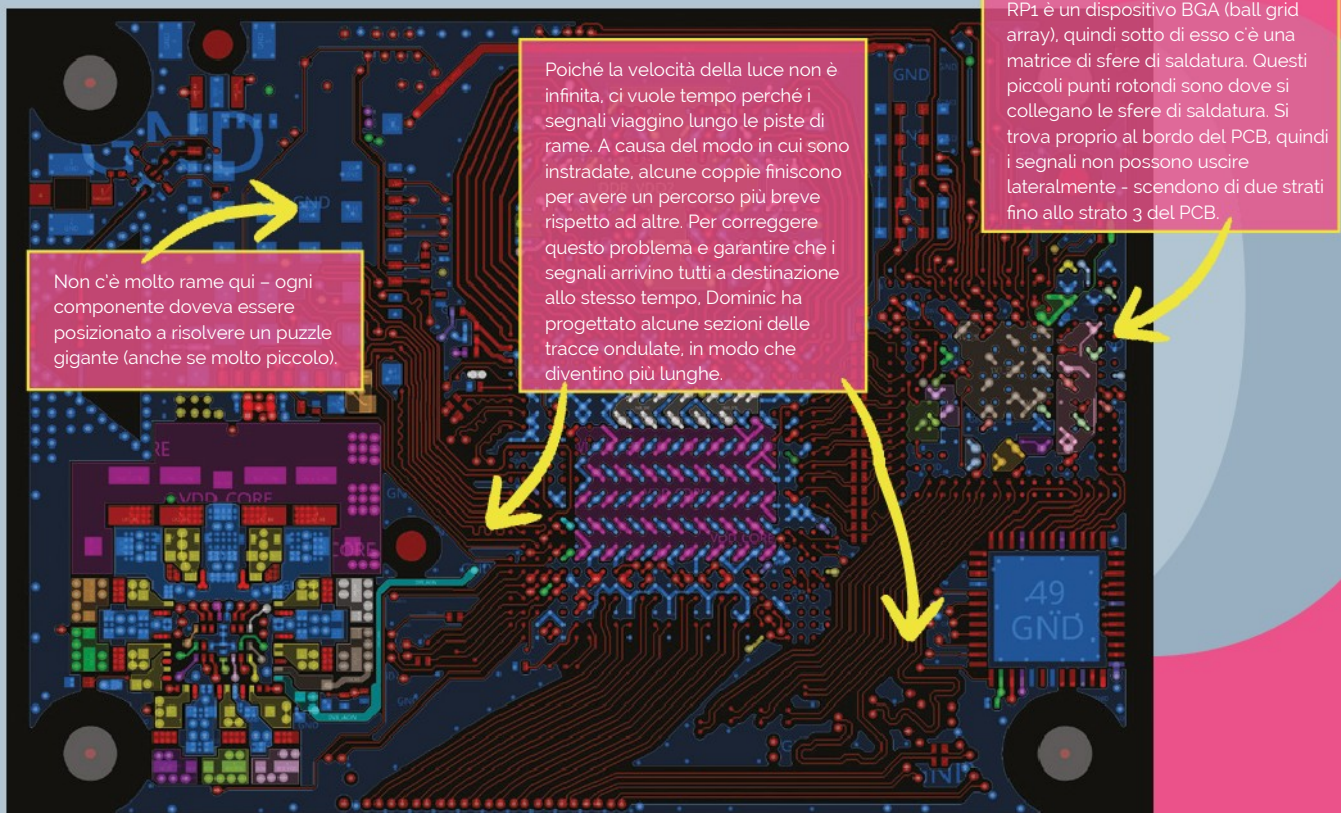 RP1 è un dispositivo BGA (ball grid
array), quindi sotto di esso c'è una
matrice di sfere di saldatura. Questi
piccoli punti rotondi sono dove si
collegano le sfere di saldatura. Si
trova proprio al bordo del PCB, quindi
i segnali non possono uscire
lateralmente - scendono di due strati
fino allo strato 3 del PCB.
Poiché la velocità della luce non è
infinita, ci vuole tempo perché i
segnali viaggino lungo le piste di
rame. A causa del modo in cui sono
instradate, alcune coppie finiscono
per avere un percorso più breve
rispetto ad altre. Per correggere
questo problema e garantire che i
segnali arrivino tutti a destinazione
allo stesso tempo, Dominic ha
progettato alcune sezioni delle
tracce ondulate, in modo che
diventino più lunghe.
Non c'è molto rame qui – ogni
componente doveva essere
posizionato a risolvere un puzzle
gigante (anche se molto piccolo).
GND
GND
GND
VDD_CORE
VDD_CORE
49
GND